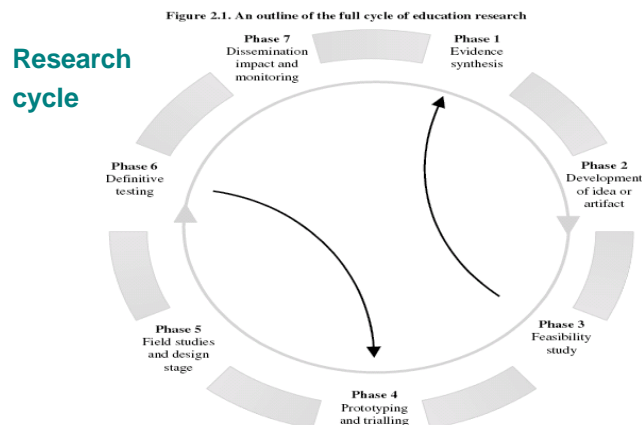 Figure 2.1. An outline of the full cycle of education research
Research
cycle
Phase 7
Dissemination
impact and
monitoring
Phase 1
Evidence
synthesis
Phase 6
Definitive
testing
Phase 2
Development
of idea or
artifact
Phase 5
Field studies
and design
stage
Phase 3
Feasibility
study
Phase 4
Prototyping
and trialling